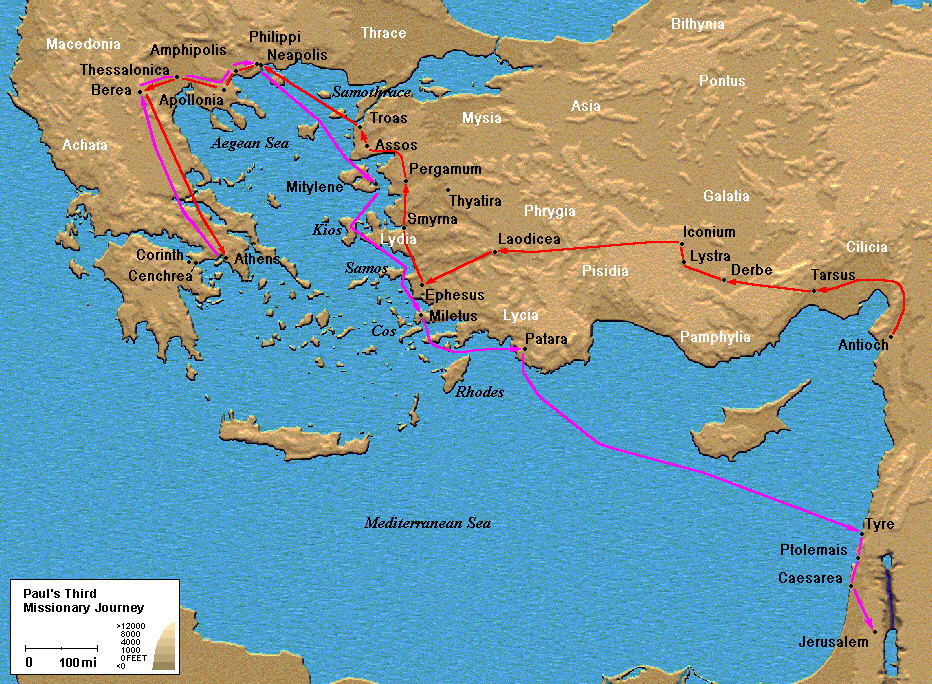 Bithynia
Macedonia
Thrace
Philippi
Amphipolis
Neapolis
Thessalonica
Pontus
Berea
Samothrace
Apollonia
Asia
Troas
Mysia
Aegean Sea
Achaia
Assos
Pergamum
Mitylene
Galatia
Thyatira
Phrygia
Smyrna
Kios
Iconium
Lydia
Laodicea
Cilicia
Corinth
Lystra
Athens
Samos
Pisidia
Derbe
Cenchrea
Tarsus
Ephesus
Miletus
Lycia
Cos
Patara
Pamphylia
Antioch
Rhodes
Mediterranean Sea
Tyre
Ptolemais
Caesarea
Jerusalem
Paul's Third
Missionary Journey
>12000
8000
4000
1000
0FEET
<0
0 100mi